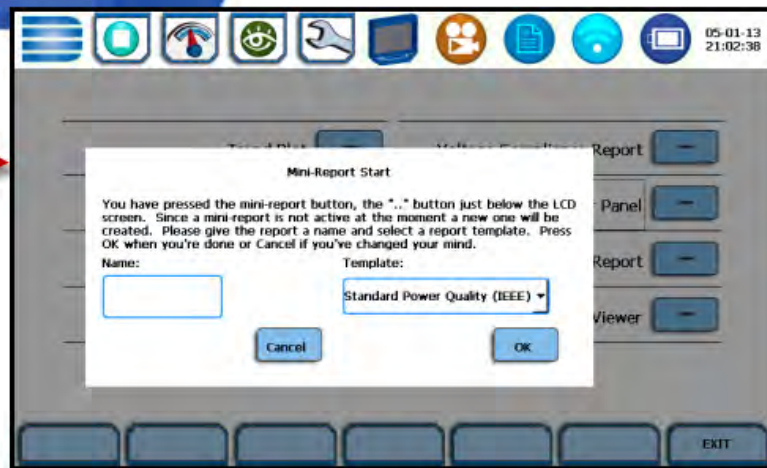 05-01-13
21:02:38
Report
Mini-Report Start
You have pressed the mini-report button, the ".." button just below the LCD
screen. Since a mini-report is not active at the moment a new one will be
created. Please give the report a name and select a report template. Press
OK when you're done or Cancel if you've changed your mind.
Panel
Name:
Template:
Report
Standard Power Quality (IEEE)
Viewer
Cancel
OK
EXIT